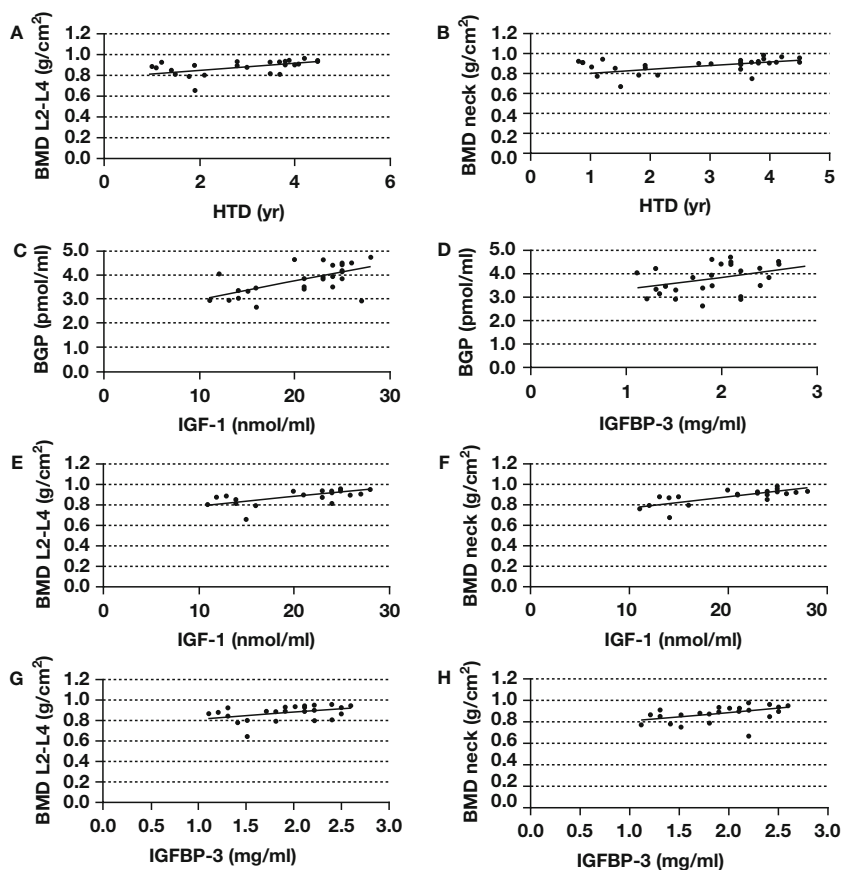 A
BMD L2-L4 (g/cm²)
1.2
1.0
0.8
0.6
0.4
0.2
0.0
0 2 4 6
HTD (yr)
B
BMD neck (g/cm²)
1.2
1.0
0.8
0.6
0.4
0.2
0.0
0 1 2 3 4 5
HTD (yr)
C
BGP (pmol/ml)
5.0
4.0
3.0
2.0
1.0
0.0
0 10 20 30
IGF-1 (nmol/ml)
D
BGP (pmol/ml)
5.0
4.0
3.0
2.0
1.0
0.0
0 1 2 3
IGFBP-3 (mg/ml)
E
BMD L2-L4 (g/cm²)
1.2
1.0
0.8
0.6
0.4
0.2
0.0
0 10 20 30
IGF-1 (nmol/ml)
F
BMD neck (g/cm²)
1.2
1.0
0.8
0.6
0.4
0.2
0.0
0 10 20 30
IGF-1 (nmol/ml)
G
BMD L2-L4 (g/cm²)
1.2
1.0
0.8
0.6
0.4
0.2
0.0
0.0 0.5 1.0 1.5 2.0 2.5 3.0
IGFBP-3 (mg/ml)
H
BMD neck (g/cm²)
1.2
1.0
0.8
0.6
0.4
0.2
0.0
0.0 0.5 1.0 1.5 2.0 2.5 3.0
IGFBP-3 (mg/ml)